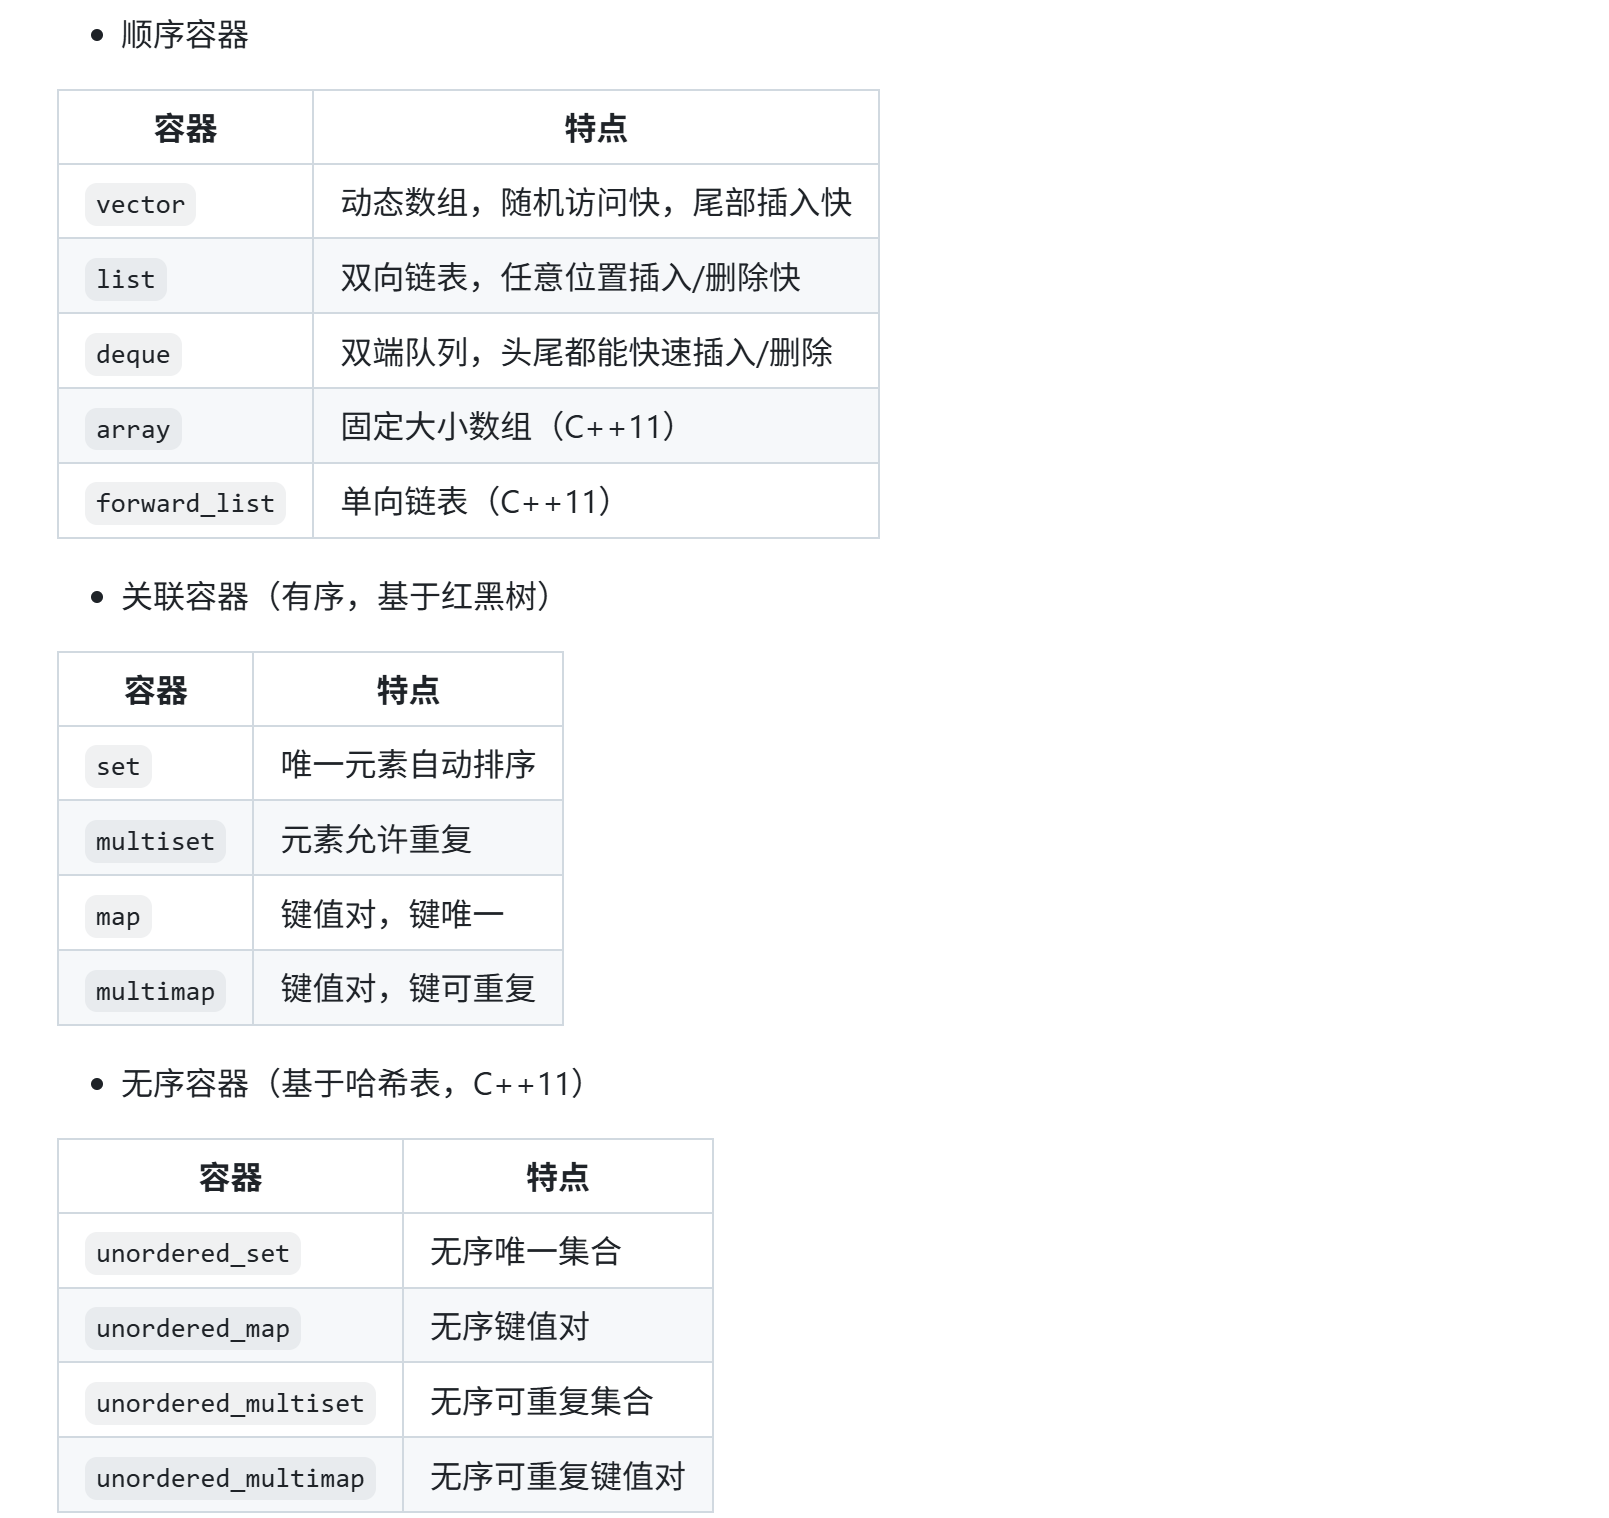 顺序容器
容器 特点
vector 动态数组，随机访问快，尾部插入快
list 双向链表，任意位置插入/删除快
deque 双端队列，头尾都能快速插入/删除
array 固定大小数组（C++11）
forward_list 单向链表（C++11）
关联容器（有序，基于红黑树）
容器 特点
set 唯一元素自动排序
multiset 元素允许重复
map 键值对，键唯一
multimap 键值对，键可重复
无序容器（基于哈希表，C++11）
容器 特点
unordered_set 无序唯一集合
unordered_map 无序键值对
unordered_multiset 无序可重复集合
unordered_multimap 无序可重复键值对